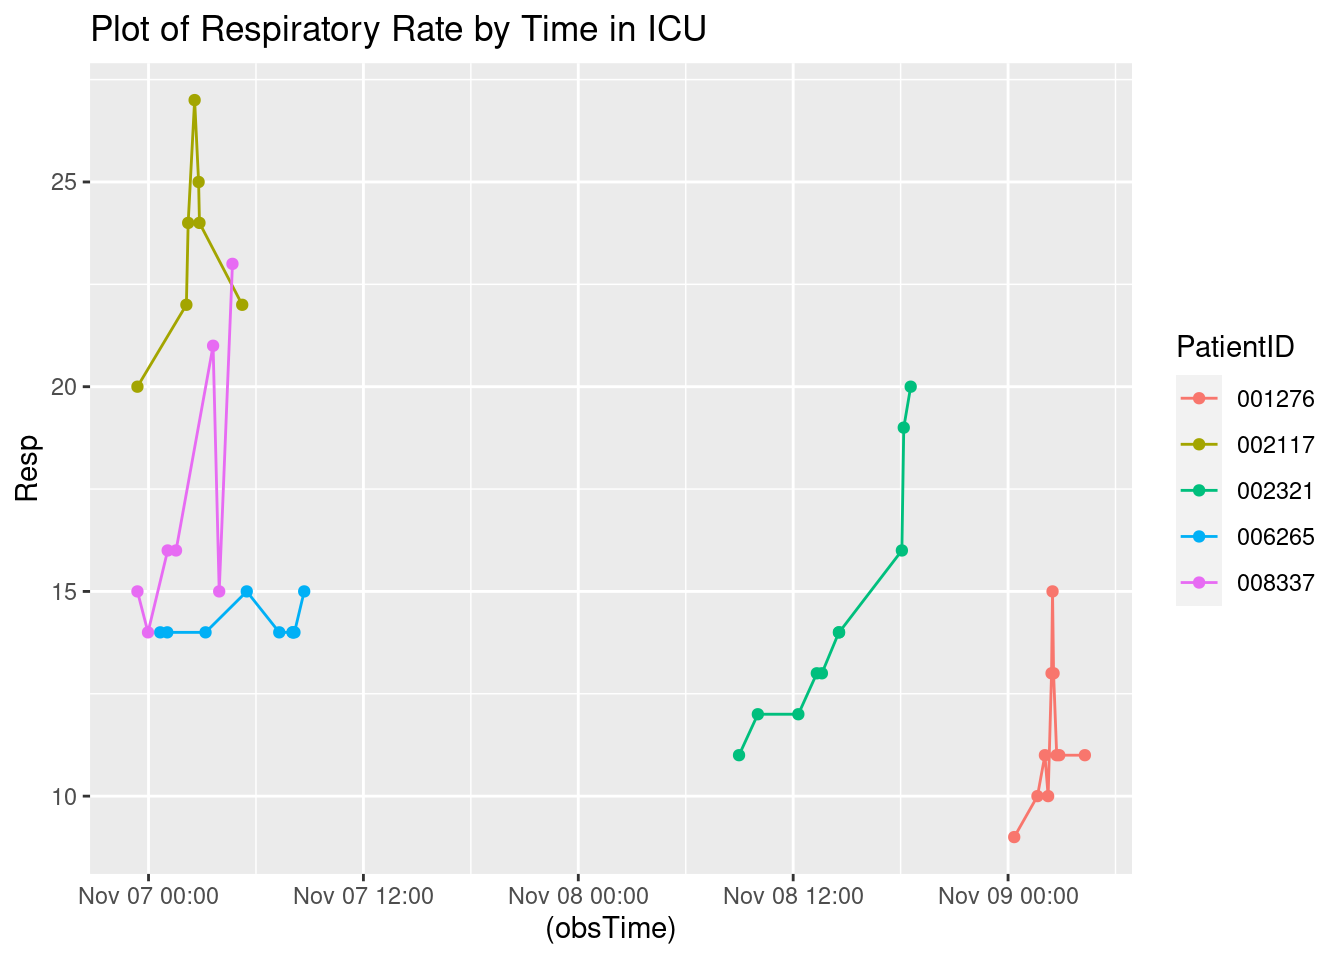 Plot of Respiratory Rate by Time in ICU
Resp
25
20
15
10
Nov 07 00:00 Nov 07 12:00 Nov 08 00:00 Nov 08 12:00 Nov 09 00:00
(obsTime)
PatientID
001276
002117
002321
006265
008337